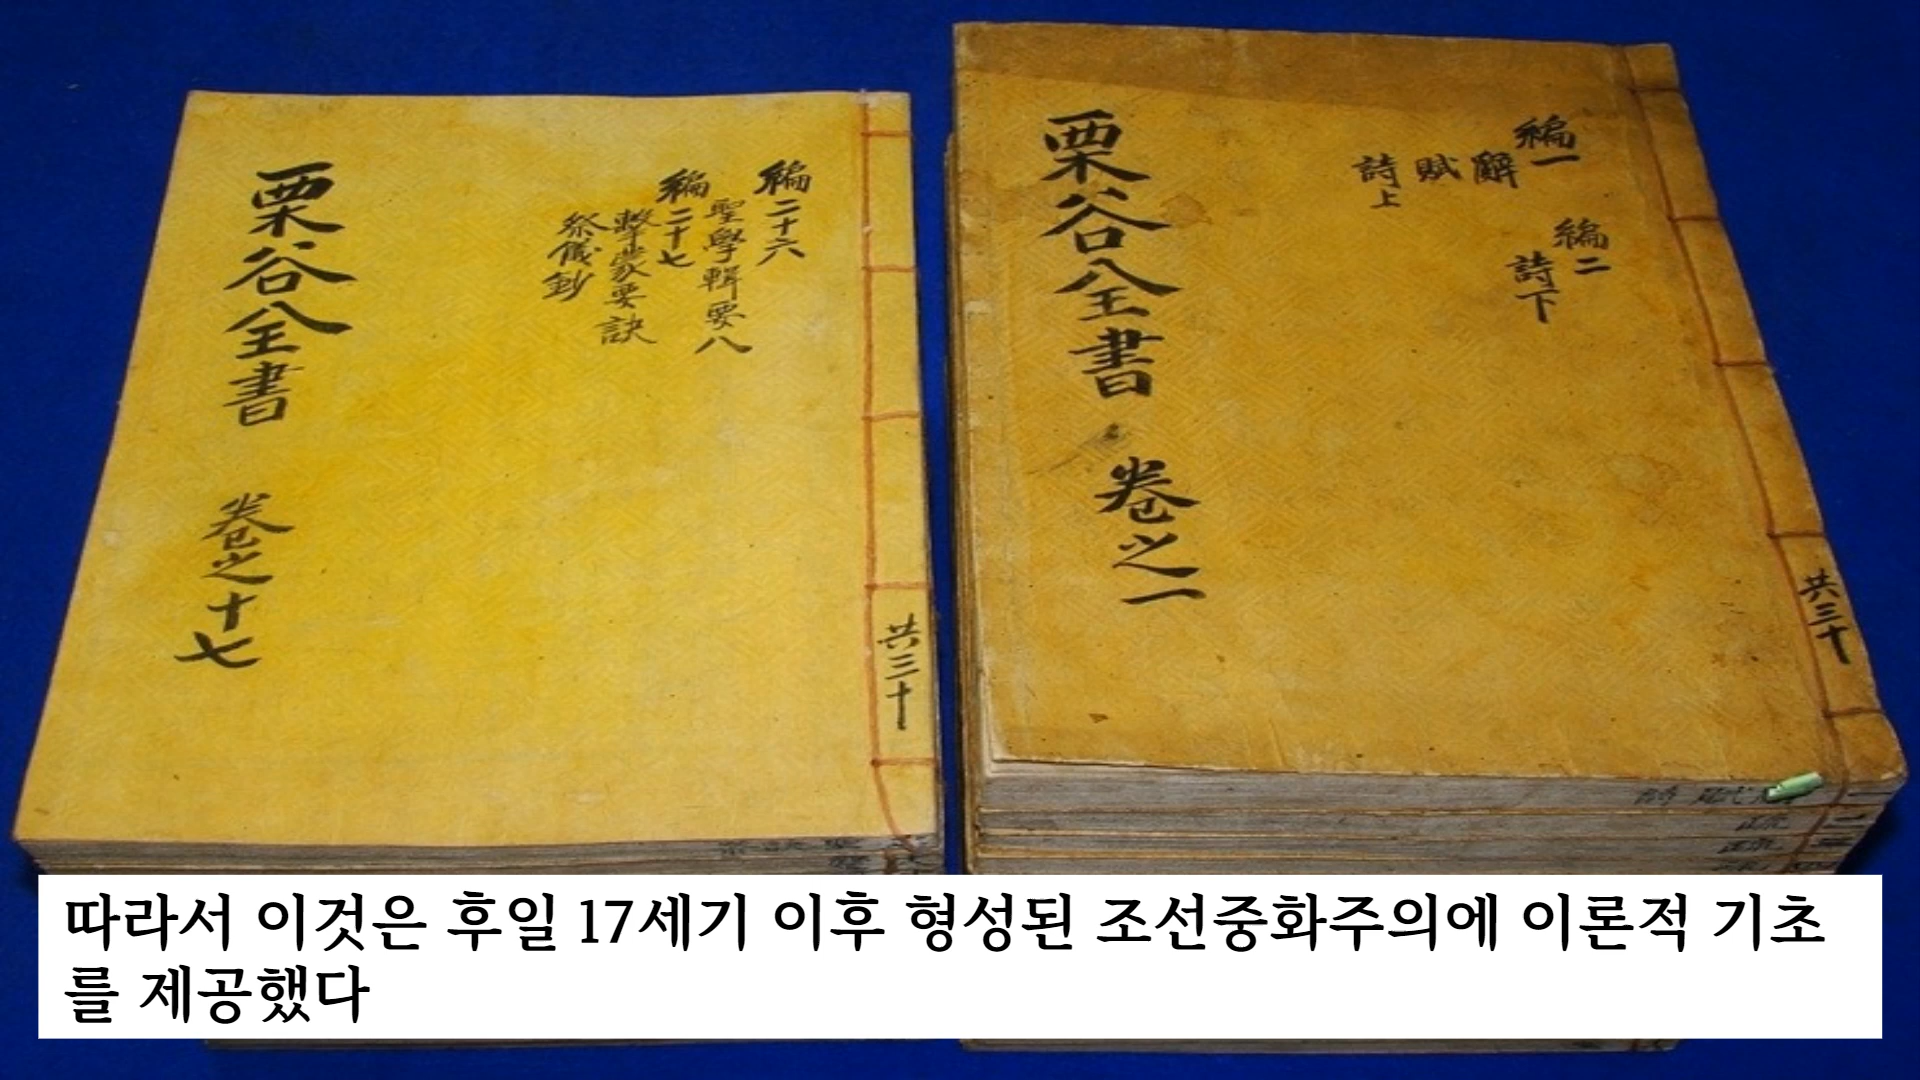 栗谷全書 卷之十七
編二十六
聖學輯要八
編二十七
擊蒙要訣
祭儀鈔
共三十
栗谷全書 卷之一
編一
辭
賦
詩上
編二
詩下
共三十
따라서 이것은 후일 17세기 이후 형성된 조선중화주의에 이론적 기초
를 제공했다